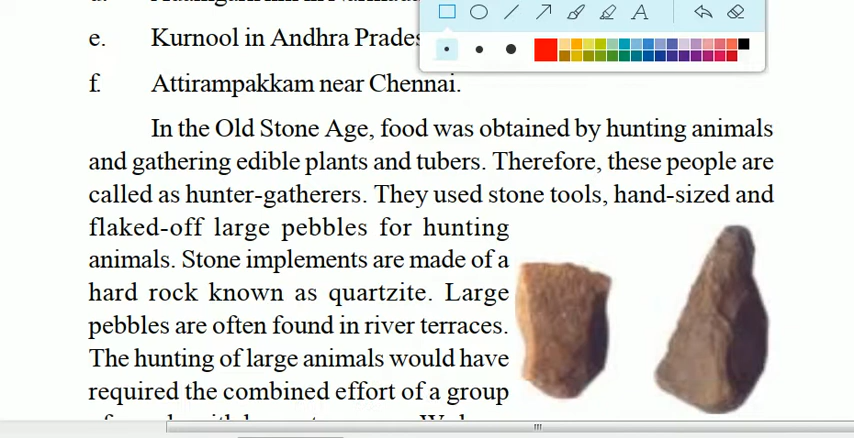 e. Kurnool in Andhra
f. Attirampakkam near Chennai.
In the Old Stone Age, food was obtained by hunting animals
and gathering edible plants and tubers. Therefore, these people are
called as hunter-gatherers. They used stone tools, hand-sized and
flaked-off large pebbles for hunting
animals. Stone implements are made of a
hard rock known as quartzite. Large
pebbles are often found in river terraces.
The hunting of large animals would have
required the combined effort of a group